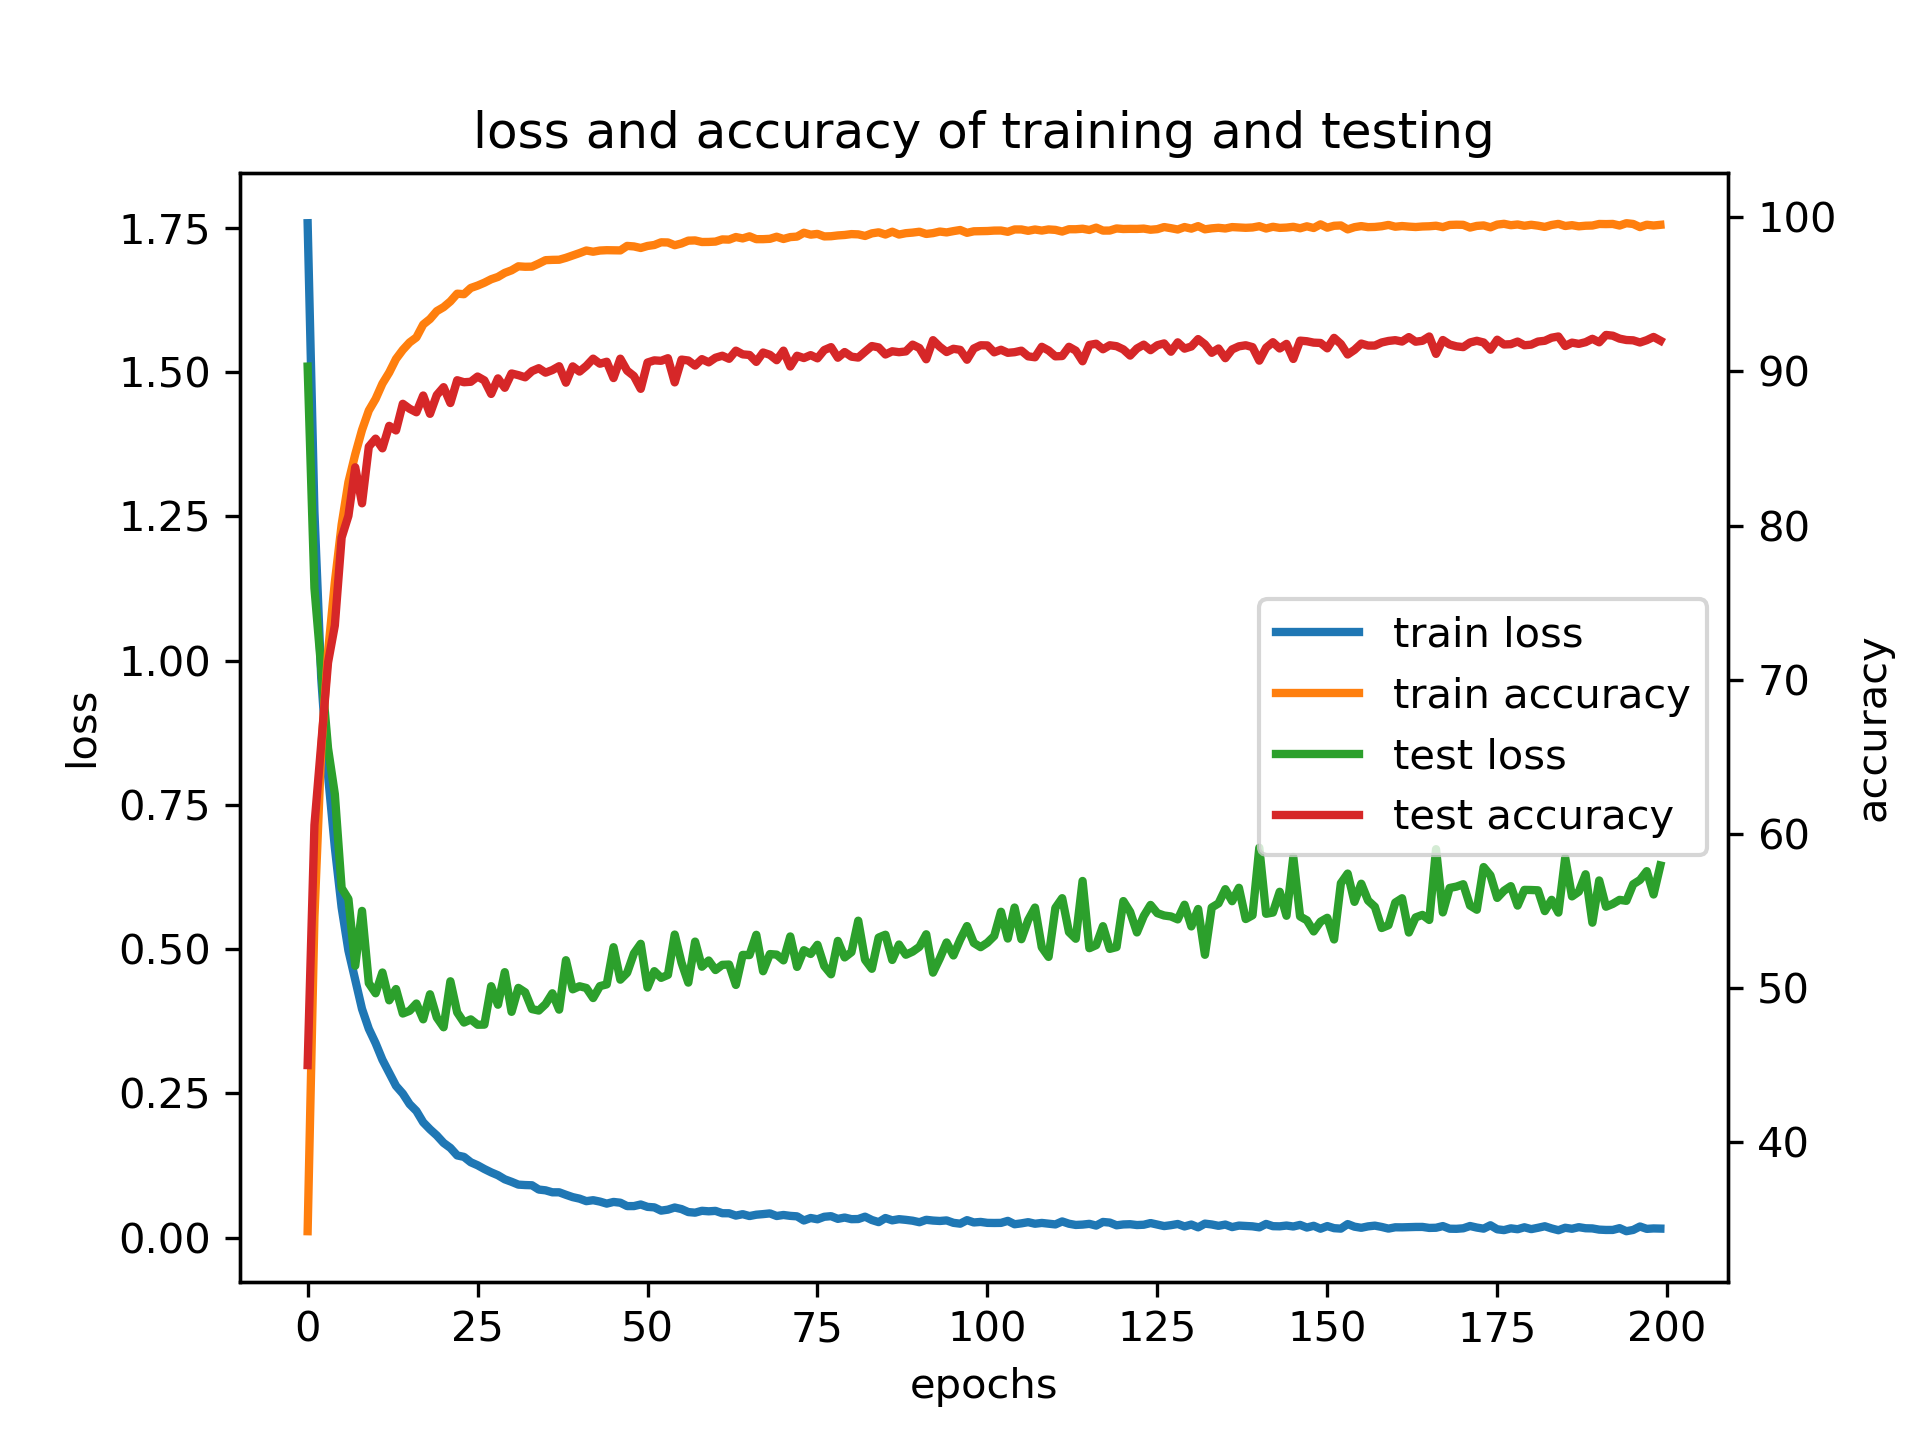 loss and accuracy of training and testing
1.75
1.50
1.25
1.00
0.75
0.50
0.25
0.00
loss
100
90
80
70
60
50
40
accuracy
train loss
train accuracy
test loss
test accuracy
0 25 50 75 100 125 150 175 200
epochs